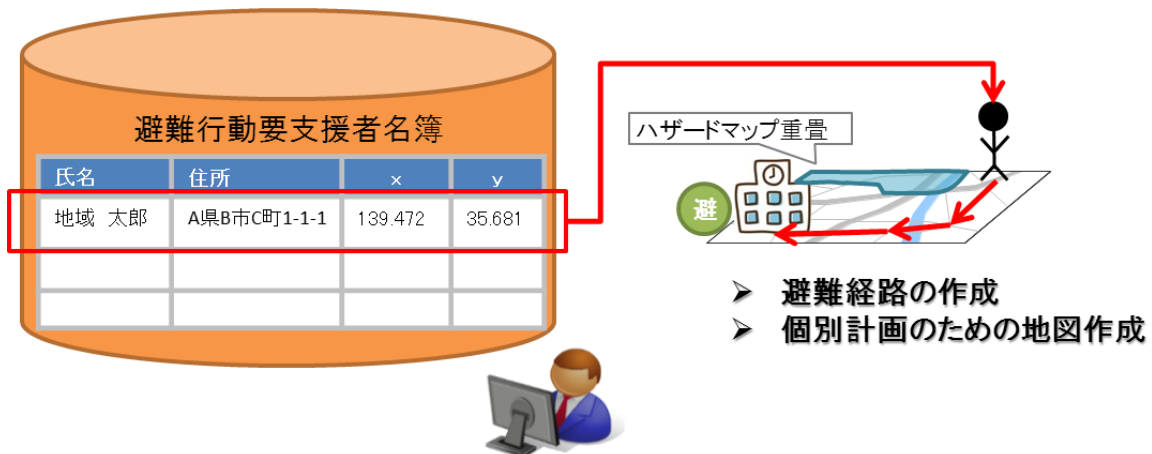 避難行動要支援者名簿
氏名 住所 x y
地域 太郎 A県B市C町1-1-1 139.472 35.681
ハザードマップ重畳
避
➢ 避難経路の作成
➢ 個別計画のための地図作成